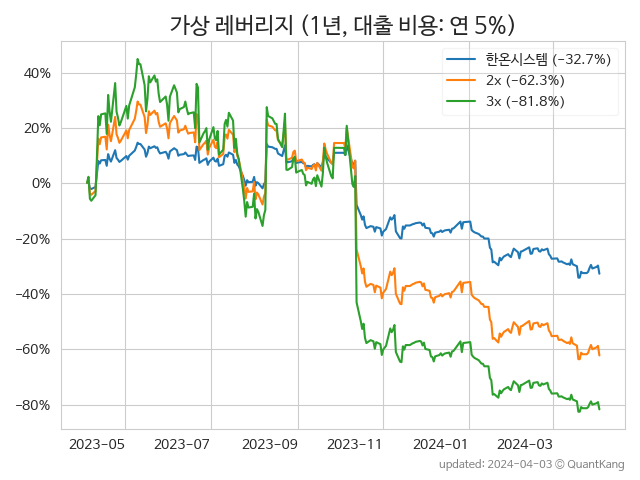 가상 레버리지 (1년, 대출 비용: 연 5%)
한온시스템 (−32.7%)
2x (−62.3%)
3x (−81.8%)
40%
20%
0%
−20%
−40%
−60%
−80%
2023-05 2023-07 2023-09 2023-11 2024-01 2024-03
updated: 2024-04-03 © QuantKang